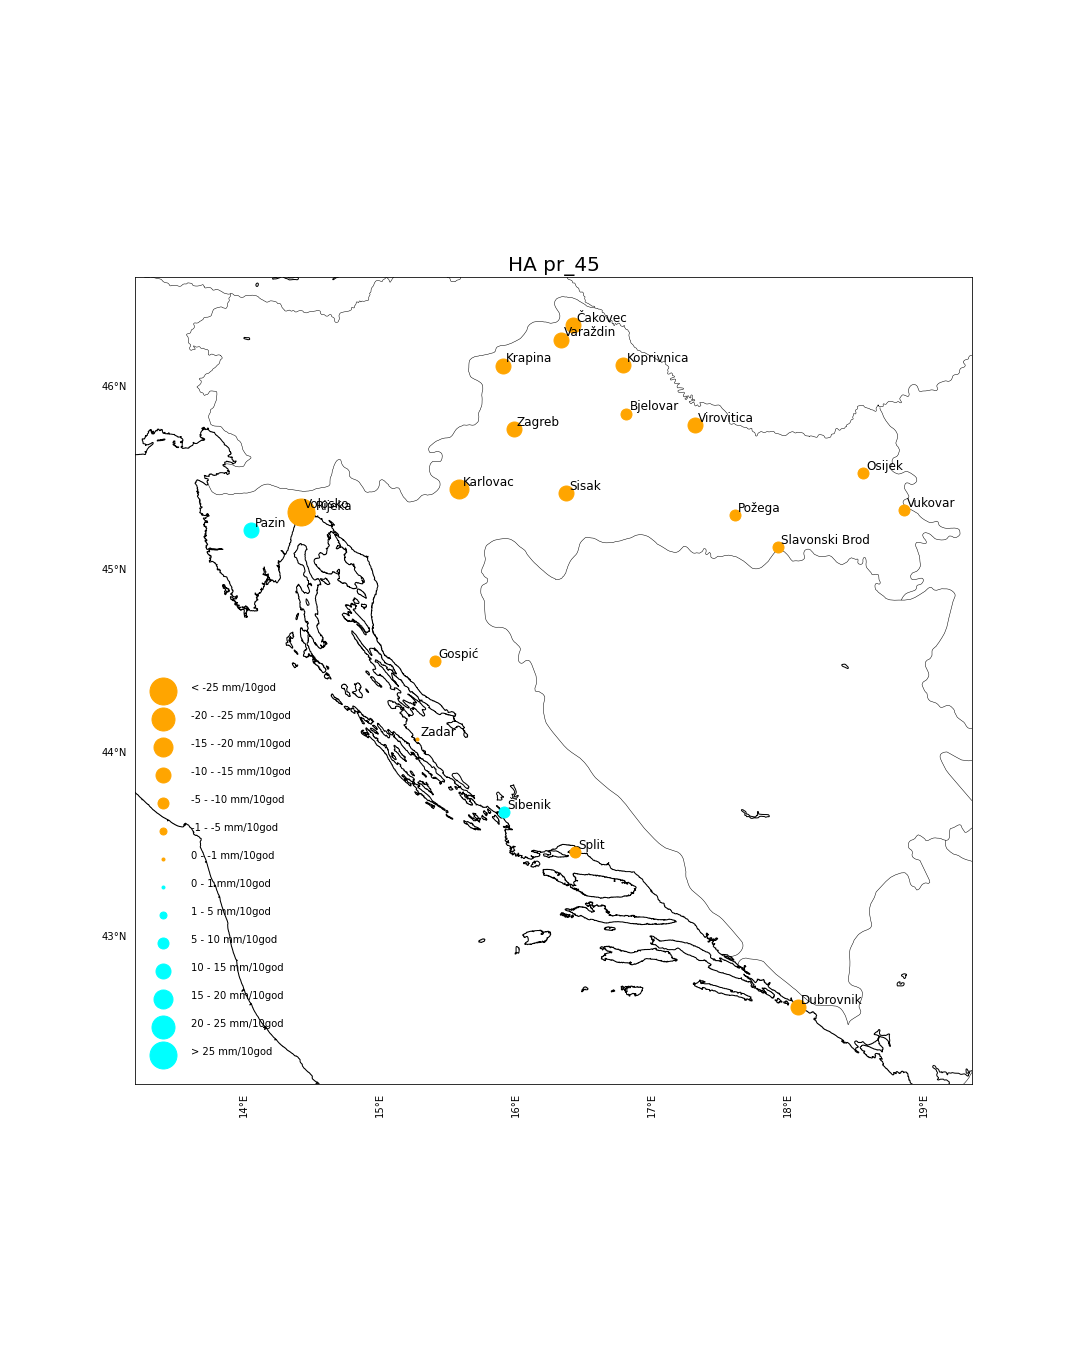 HA pr_45
Čakovec
Varaždin
Krapina
Koprivnica
46°N
Bjelovar
Virovitica
Zagreb
Osijek
Karlovac
Sisak
Volosko
Rijeka
Vukovar
Požega
Pazin
Slavonski Brod
45°N
Gospić
< -25 mm/10god
-20 - -25 mm/10god
Zadar
-15 - -20 mm/10god
44°N
-10 - -15 mm/10god
-5 - -10 mm/10god
Šibenik
-1 - -5 mm/10god
Split
0 - -1 mm/10god
0 - 1 mm/10god
1 - 5 mm/10god
43°N
5 - 10 mm/10god
10 - 15 mm/10god
15 - 20 mm/10god
Dubrovnik
20 - 25 mm/10god
> 25 mm/10god
14°E
15°E
16°E
17°E
18°E
19°E